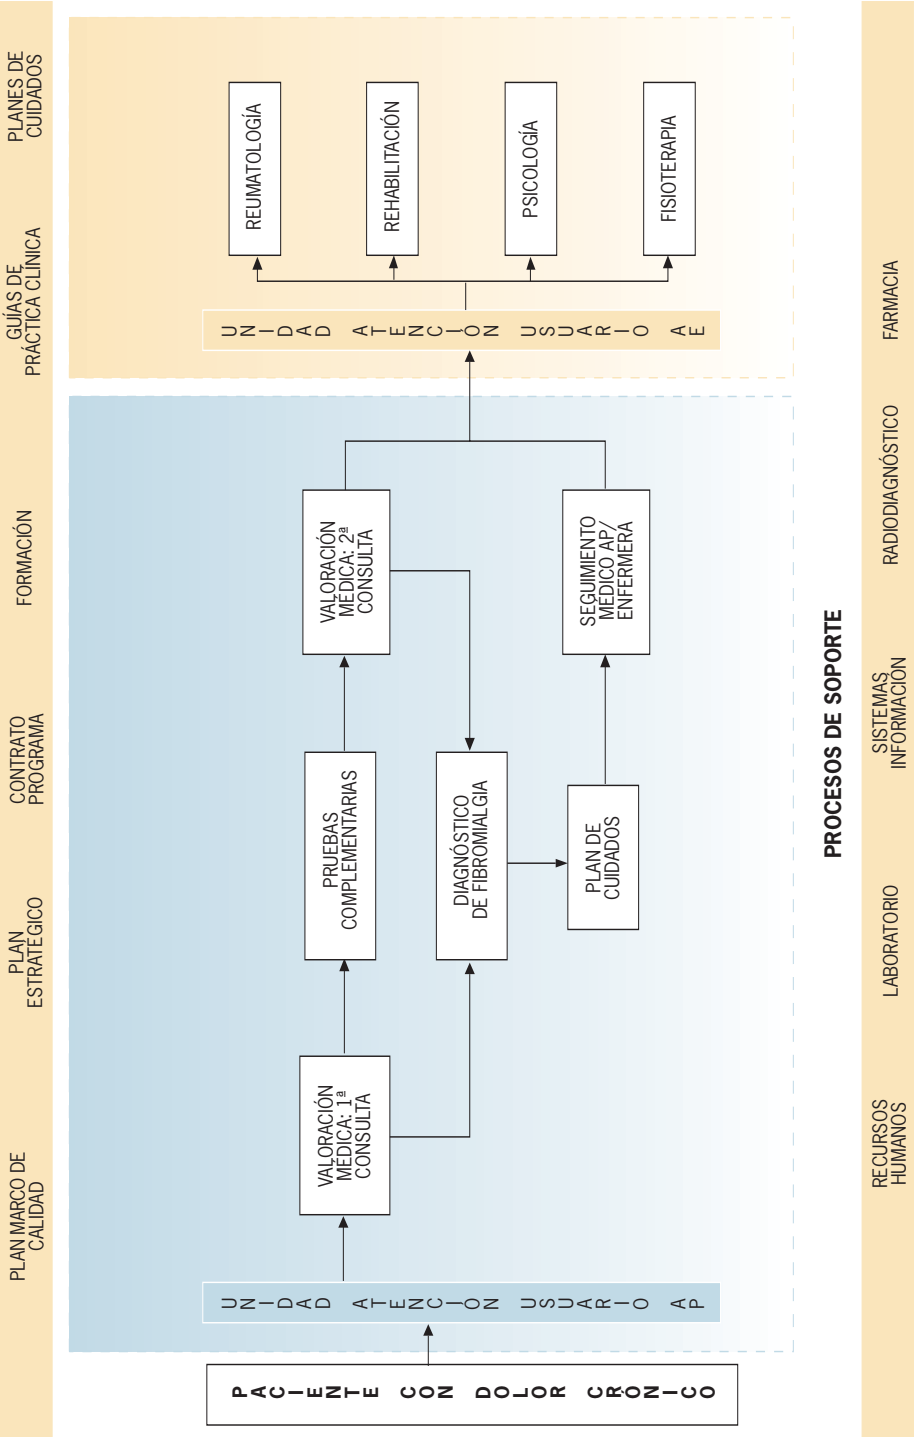 PLAN MARCO DE
CALIDAD
PLAN
ESTRATÉGICO
CONTRATO
PROGRAMA
FORMACIÓN
GUÍAS DE
PRÁCTICA CLÍNICA
PLANES DE
CUIDADOS
PACIENTE CON DOLOR CRÓNICO
UNIDAD ATENCIÓN USUARIO AP
VALORACIÓN
MÉDICA: 1ª
CONSULTA
PRUEBAS
COMPLEMENTARIAS
VALORACIÓN
MÉDICA: 2ª
CONSULTA
DIAGNÓSTICO
DE FIBROMIALGIA
PLAN DE
CUIDADOS
SEGUIMIENTO
MÉDICO AP/
ENFERMERA
UNIDAD ATENCIÓN USUARIO AE
REUMATOLOGÍA
REHABILITACIÓN
PSICOLOGÍA
FISIOTERAPIA
PROCESOS DE SOPORTE
RECURSOS
HUMANOS
LABORATORIO
SISTEMAS
INFORMACIÓN
RADIODIAGNÓSTICO
FARMACIA